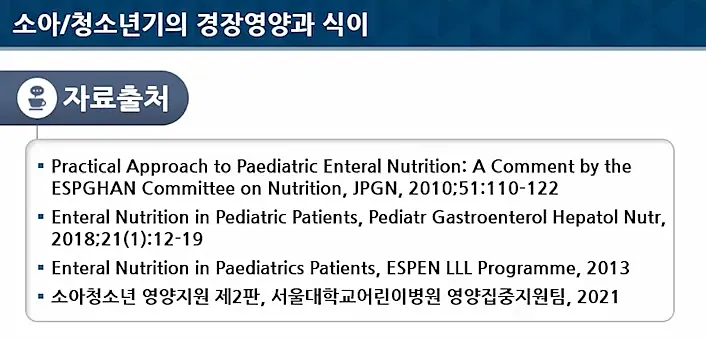 소아/청소년기의 경장영양과 식이
자료출처
▪ Practical Approach to Paediatric Enteral Nutrition: A Comment by the
ESPGHAN Committee on Nutrition, JPGN, 2010;51:110-122
▪ Enteral Nutrition in Pediatric Patients, Pediatr Gastroenterol Hepatol Nutr,
2018;21(1):12-19
▪ Enteral Nutrition in Paediatrics Patients, ESPEN LLL Programme, 2013
▪ 소아청소년 영양지원 제2판, 서울대학교어린이병원 영양집중지원팀, 2021